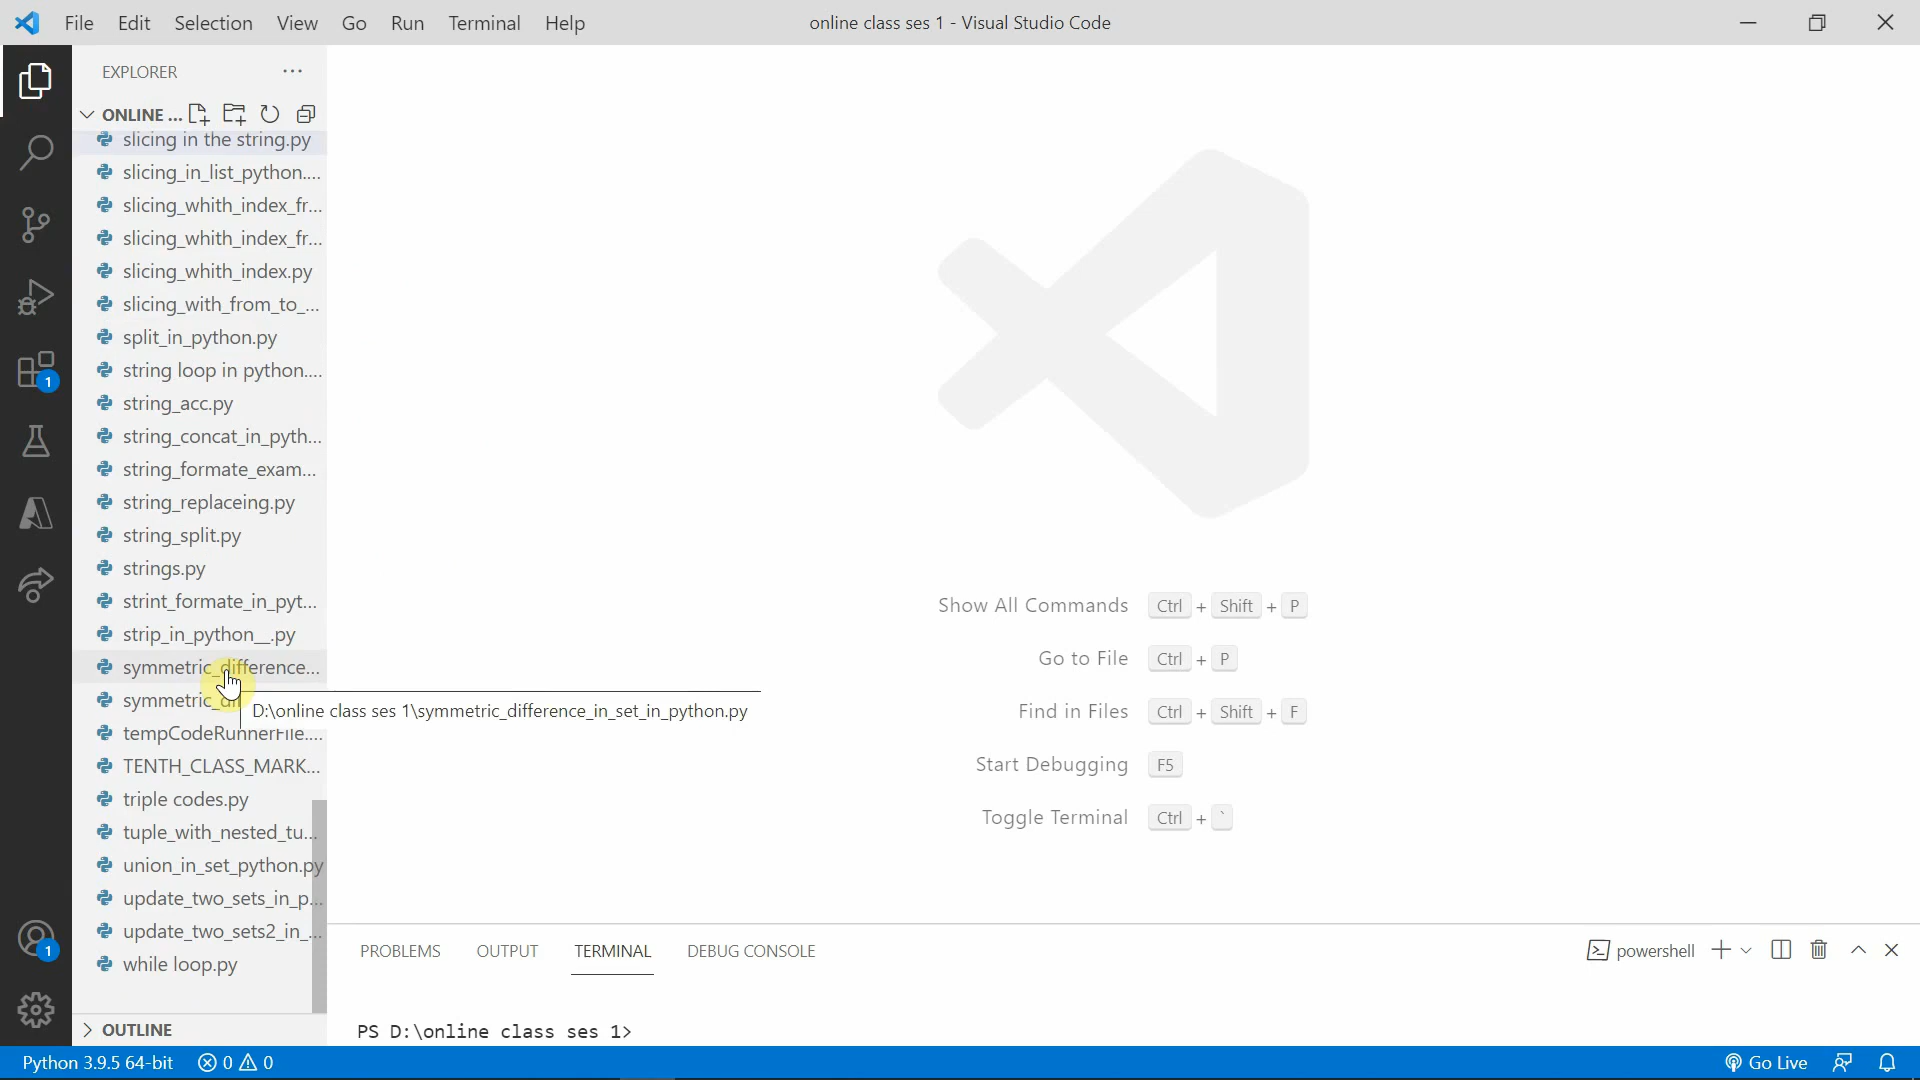 File Edit Selection View Go Run Terminal Help
online class ses 1 - Visual Studio Code
EXPLORER
ONLINE ...
slicing in the string.py
slicing_in_list_python....
slicing_whith_index_fr...
slicing_whith_index_fr...
slicing_whith_index.py
slicing_with_from_to_...
split_in_python.py
string loop in python....
string_acc.py
string_concat_in_pyth...
string_formate_exam...
string_replaceing.py
string_split.py
strings.py
strint_formate_in_pyt...
strip_in_python__.py
symmetric_difference...
symmetric_di
D:\online class ses 1\symmetric_difference_in_set_in_python.py
tempCodeRunnerFile....
TENTH_CLASS_MARK...
triple codes.py
tuple_with_nested_tu...
union_in_set_python.py
update_two_sets_in_p...
update_two_sets2_in_...
while loop.py
OUTLINE
Show All Commands Ctrl + Shift + P
Go to File Ctrl + P
Find in Files Ctrl + Shift + F
Start Debugging F5
Toggle Terminal Ctrl + `
PROBLEMS OUTPUT TERMINAL DEBUG CONSOLE
powershell
PS D:\online class ses 1>
1
1
Python 3.9.5 64-bit 0 0
Go Live